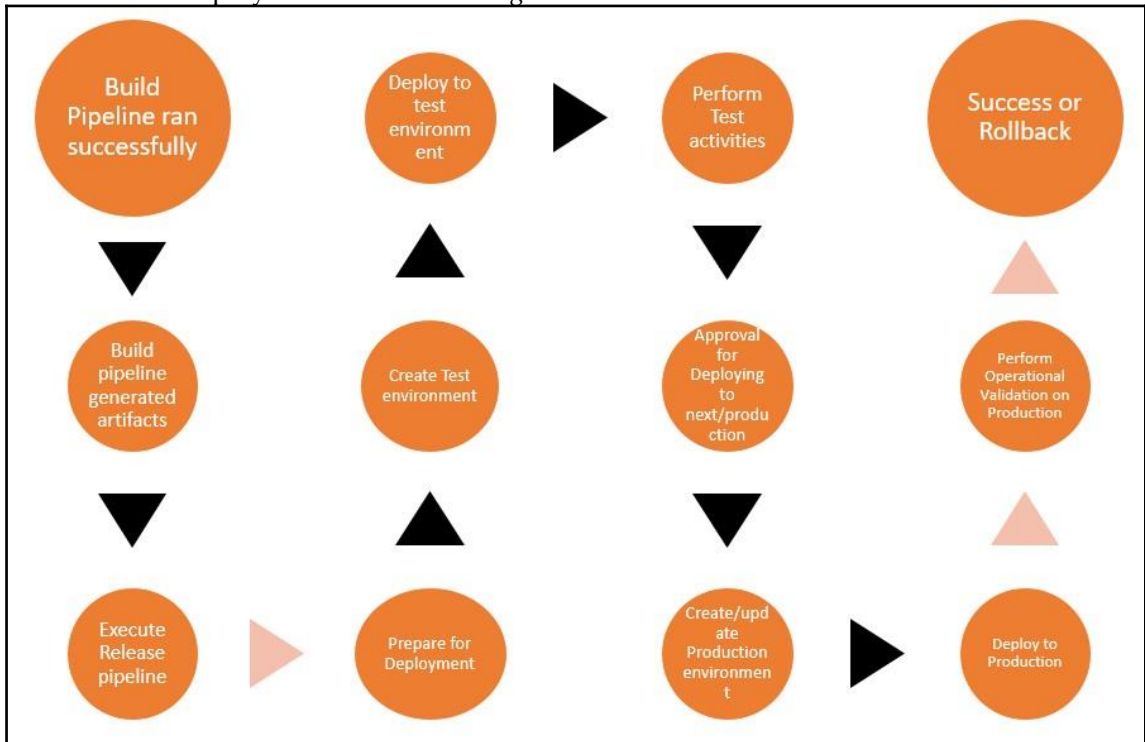 Build
Pipeline ran
successfully
Build
pipeline
generated
artifacts
Execute
Release
pipeline
Prepare for
Deployment
Create Test
environment
Deploy to
test
environm
ent
Perform
Test
activities
Approval
for
Deploying
to
next/produ
ction
Create/upd
ate
Production
environmen
t
Deploy to
Production
Perform
Operational
Validation on
Production
Success or
Rollback